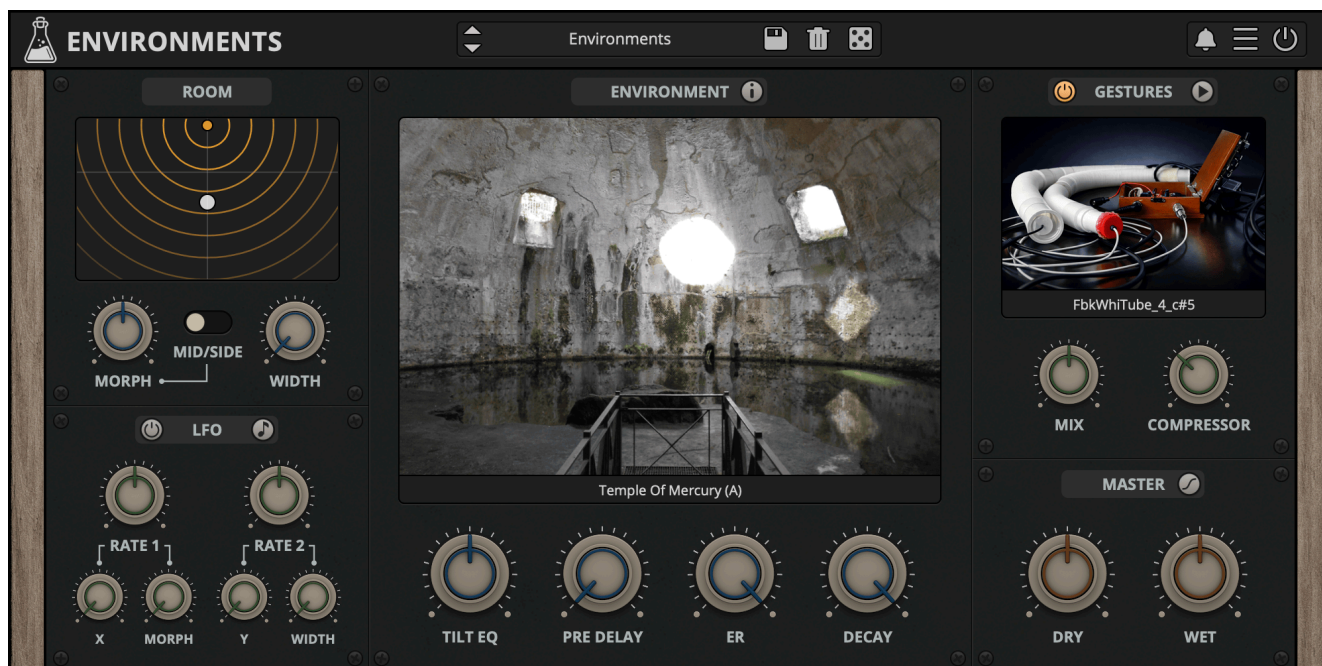 ENVIRONMENTS
Environments
ROOM
MORPH
MID/SIDE
WIDTH
LFO
RATE 1
RATE 2
X
MORPH
Y
WIDTH
ENVIRONMENT
Temple Of Mercury (A)
TILT EQ
PRE DELAY
ER
DECAY
GESTURES
FbkWhiTube_4_c#5
MIX
COMPRESSOR
MASTER
DRY
WET